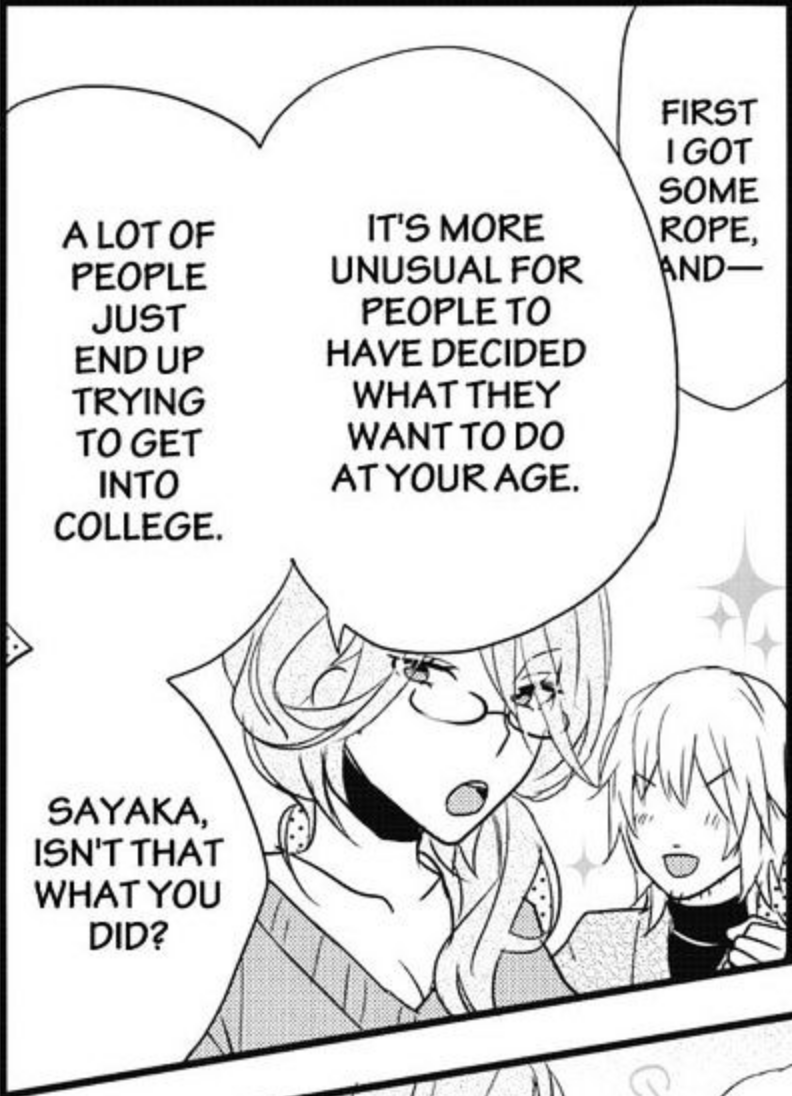 FIRST
I GOT
SOME
ROPE,
AND—
IT'S MORE
UNUSUAL FOR
PEOPLE TO
HAVE DECIDED
WHAT THEY
WANT TO DO
AT YOUR AGE.
A LOT OF
PEOPLE
JUST
END UP
TRYING
TO GET
INTO
COLLEGE.
SAYAKA,
ISN'T THAT
WHAT YOU
DID?